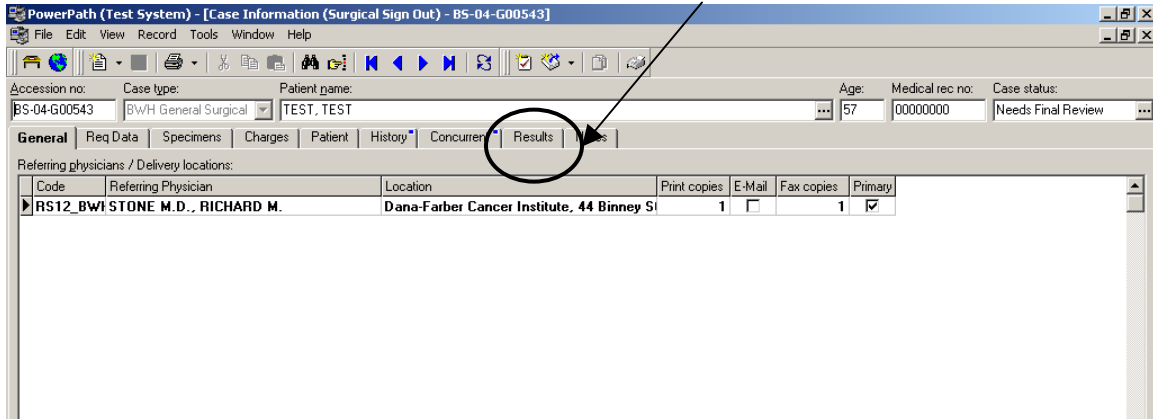 PowerPath (Test System) - [Case Information (Surgical Sign Out) - BS-04-G00543]
File Edit View Record Tools Window Help
Accession no: Case type: Patient name: Age: Medical rec no: Case status:
BS-04-G00543 BWH General Surgical TEST, TEST ... 57 00000000 Needs Final Review ...
General Req Data Specimens Charges Patient History Concurrent Results
Referring physicians / Delivery locations:
Code Referring Physician Location Print copies E-Mail Fax copies Primary
RS12_BWH STONE M.D., RICHARD M. Dana-Farber Cancer Institute, 44 Binney S 1 1